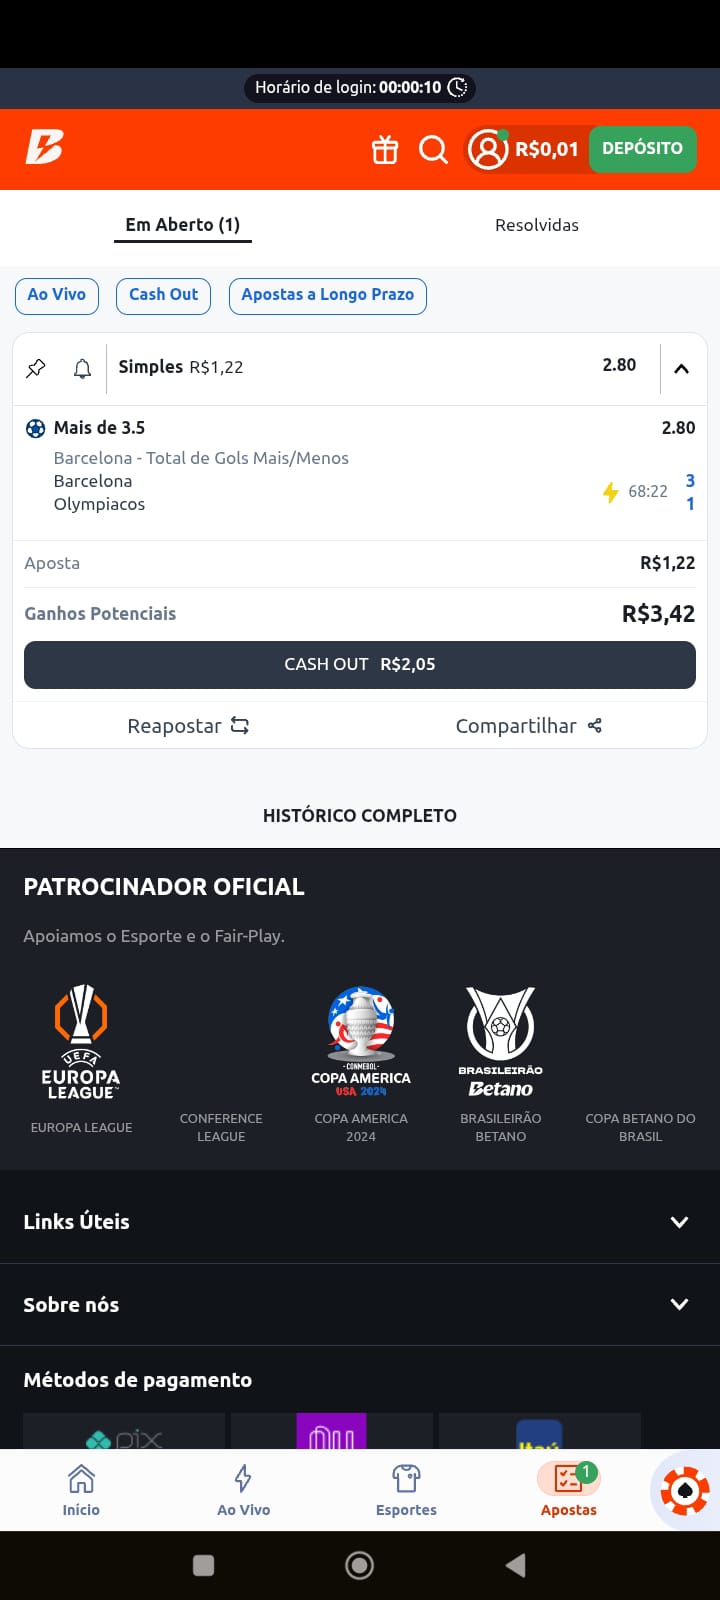 Horário de login: 00:00:10
R$0,01
DEPÓSITO
Em Aberto (1)
Resolvidas
Ao Vivo
Cash Out
Apostas a Longo Prazo
Simples R$1,22
2.80
Mais de 3.5
2.80
Barcelona - Total de Gols Mais/Menos
Barcelona
Olympiacos
68:22
3
1
Aposta
R$1,22
Ganhos Potenciais
R$3,42
CASH OUT R$2,05
Reapostar
Compartilhar
HISTÓRICO COMPLETO
PATROCINADOR OFICIAL
Apoiamos o Esporte e o Fair-Play.
UEFA
EUROPA
LEAGUE
EUROPA LEAGUE
CONFERENCE
LEAGUE
CONMEBOL
COPA AMERICA
USA 2024
COPA AMERICA
2024
BRASILEIRÃO
Betano
BRASILEIRÃO
BETANO
COPA BETANO DO
BRASIL
Links Úteis
Sobre nós
Métodos de pagamento
pix
nu
Itaú
Início
Ao Vivo
Esportes
1
Apostas